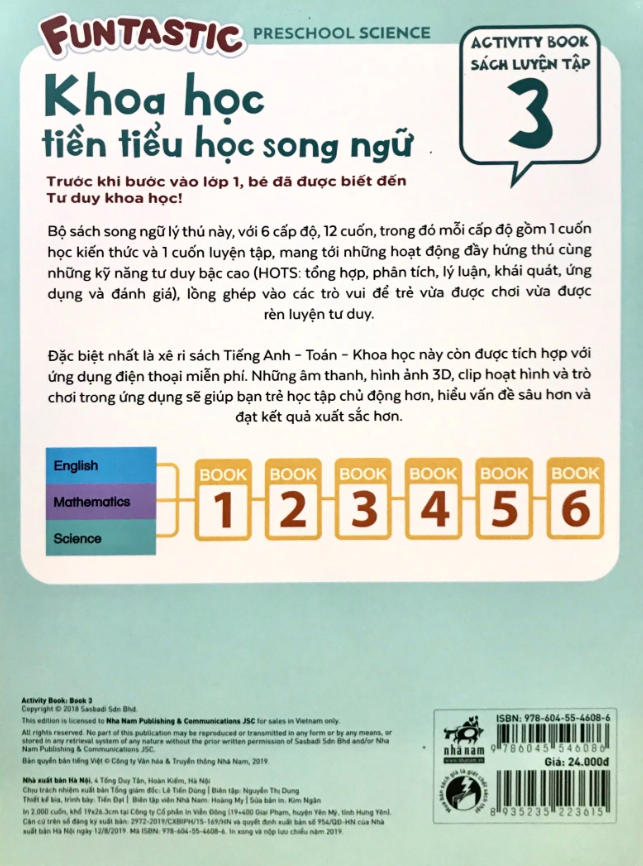 FUNTASTIC PRESCHOOL SCIENCE
ACTIVITY BOOK
SÁCH LUYỆN TẬP
3
Khoa học
tiền tiểu học song ngữ
Trước khi bước vào lớp 1, bé đã được biết đến
Tư duy khoa học!
Bộ sách song ngữ lý thú này, với 6 cấp độ, 12 cuốn, trong đó mỗi cấp độ gồm 1 cuốn
học kiến thức và 1 cuốn luyện tập, mang tới những hoạt động đầy hứng thú cùng
những kỹ năng tư duy bậc cao (HOTS: tổng hợp, phân tích, lý luận, khái quát, ứng
dụng và đánh giá), lồng ghép vào các trò vui để trẻ vừa được chơi vừa được
rèn luyện tư duy.
Đặc biệt nhất là xê ri sách Tiếng Anh – Toán – Khoa học này còn được tích hợp với
ứng dụng điện thoại miễn phí. Những âm thanh, hình ảnh 3D, clip hoạt hình và trò
chơi trong ứng dụng sẽ giúp bạn trẻ học tập chủ động hơn, hiểu vấn đề sâu hơn và
đạt kết quả xuất sắc hơn.
English
Mathematics
Science
BOOK 1
BOOK 2
BOOK 3
BOOK 4
BOOK 5
BOOK 6
Activity Book: Book 3
Copyright © 2018 Sasbadi Sdn Bhd.
This edition is licensed to Nha Nam Publishing & Communications JSC for sales in Vietnam only.
All rights reserved. No part of this publication may be reproduced or transmitted in any form or by any means, or
stored in any retrieval system of any nature without the prior written permission of Sasbadi Sdn Bhd and/or Nha
Nam Publishing & Communications JSC.
Bản quyền bản tiếng Việt © Công ty Văn hóa & Truyền thông Nhã Nam, 2019.
Nhà xuất bản Hà Nội, 4 Tống Duy Tân, Hoàn Kiếm, Hà Nội
Chịu trách nhiệm xuất bản Tổng giám đốc: Lê Tiến Dũng | Biên tập: Nguyễn Thị Dung
Thiết kế bìa, trình bày: Tiến Đạt | Biên tập viên Nhã Nam: Hoàng My | Sửa bản in: Kim Ngân
In 2.000 cuốn, khổ 19x26.3cm tại Công ty Cổ phần in Viễn Đông (19+400 Giai Phạm, huyện Yên Mỹ, tỉnh Hưng Yên).
Căn cứ trên số đăng ký xuất bản: 2972-2019/CXBIPH/15-169/HN và quyết định xuất bản số 954/QĐ-HN của Nhà
xuất bản Hà Nội ngày 12/8/2019. Mã ISBN: 978-604-55-4608-6. In xong và nộp lưu chiểu năm 2019.
nhã nam
www.nhanam.vn
ISBN: 978-604-55-4608-6
9 786045 546086
Giá: 24.000đ
8 935235 223615